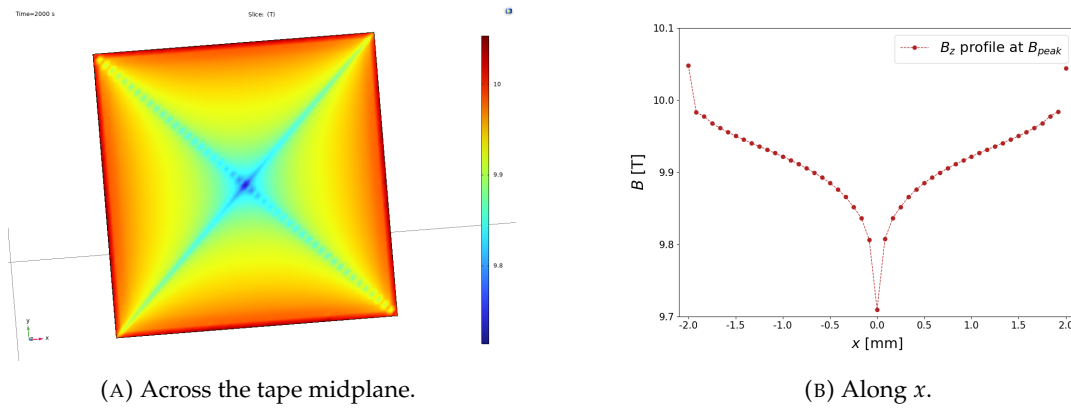 Time=2000 s
Slice: (T)
10
9.9
9.8
y
z
x
(A) Across the tape midplane.
B_z profile at B_peak
10.1
10.0
9.9
9.8
9.7
B [T]
-2.0 -1.5 -1.0 -0.5 0.0 0.5 1.0 1.5 2.0
x [mm]
(B) Along x.